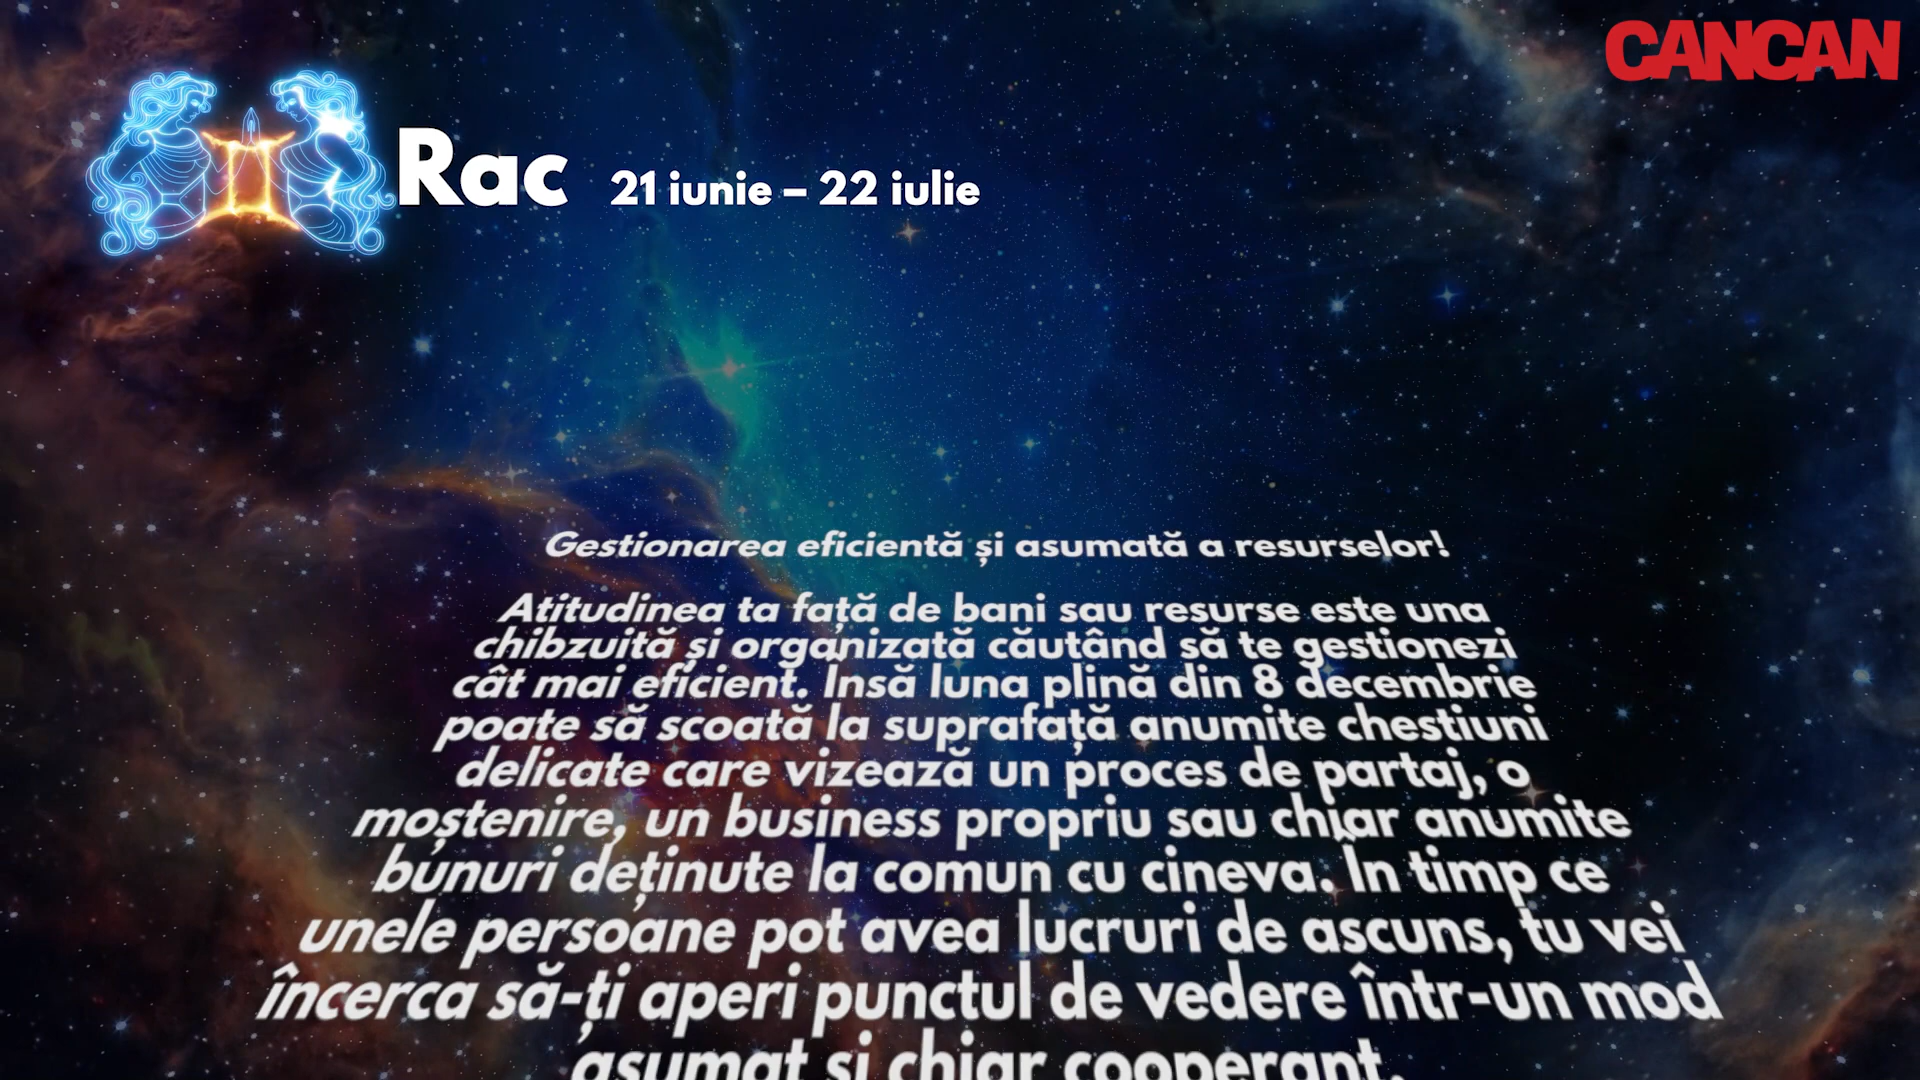 CANCAN
Rac 21 iunie – 22 iulie
Gestionarea eficientă și asumată a resurselor!
Atitudinea ta față de bani sau resurse este una
chibzuită și organizată căutând să te gestionezi
cât mai eficient. Însă luna plină din 8 decembrie
poate să scoată la suprafață anumite chestiuni
delicate care vizează un proces de partaj, o
moștenire, un business propriu sau chiar anumite
bunuri deținute la comun cu cineva. În timp ce
unele persoane pot avea lucruri de ascuns, tu vei
încerca să-ți aperi punctul de vedere într-un mod
asumat și chiar cooperant.